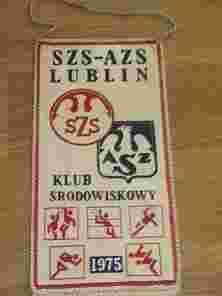 SZS-AZS
LUBLIN
SZS
AZS
KLUB
ŚRODOWISKOWY
1975